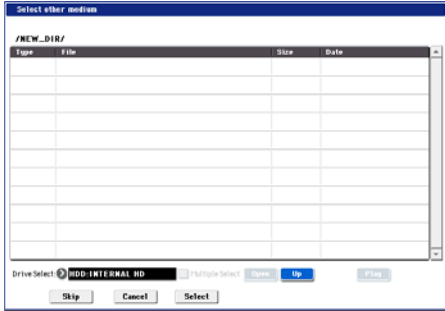 Select other medium
/NEW_DIR/
Type File Size Date
Drive Select: HDD:INTERNAL HD Multiple Select Open Up Play
Skip Cancel Select